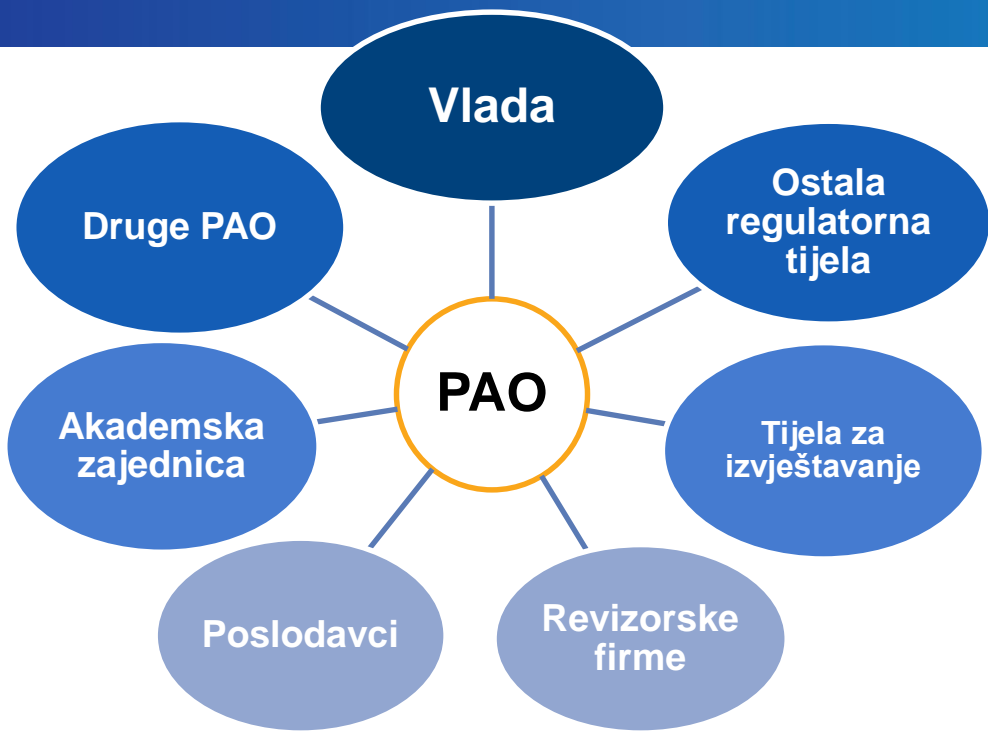 Vlada
Druge PAO
Ostala
regulatorna
tijela
PAO
Akademska
zajednica
Tijela za
izvještavanje
Poslodavci
Revizorske
firme